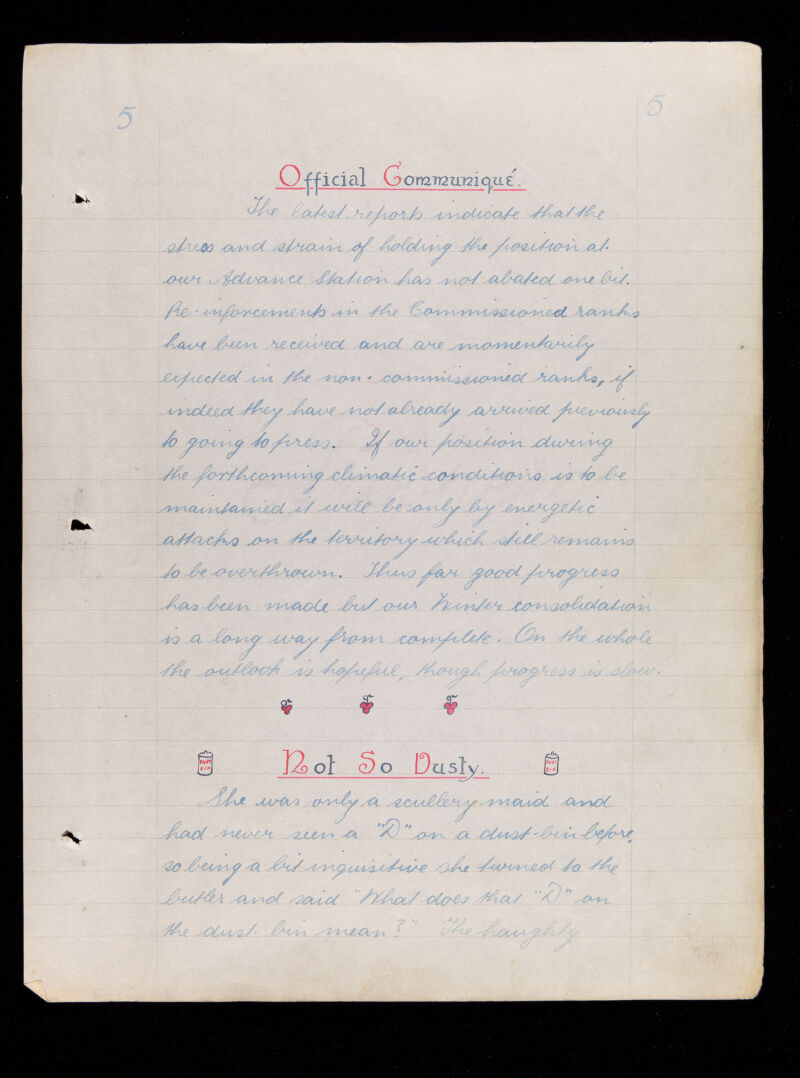 5 5
Official Communiqué.
The latest reports indicate that the
stress and strain of holding the position at
our Advance Station has not abated one bit.
Re-inforcements in the Commissioned ranks
have been received and are momentarily
expected in the non-commissioned ranks, if
indeed they have not already arrived previously
to going to press. If our position during
the forthcoming climatic conditions is to be
maintained it will be only by energetic
attacks on the territory which still remains
to be overthrown. Thus far good progress
has been made but our Winter consolidation
is a long way from complete. On the whole
the outlook is hopeful, though progress is slow.
DUST BIN Not So Dusty. DUST BIN
She was only a scullery maid and
had never seen a "D" on a dust-bin before,
so being a bit inquisitive she turned to the
butler and said "What does that "D" on
the dust-bin mean?" The haughty